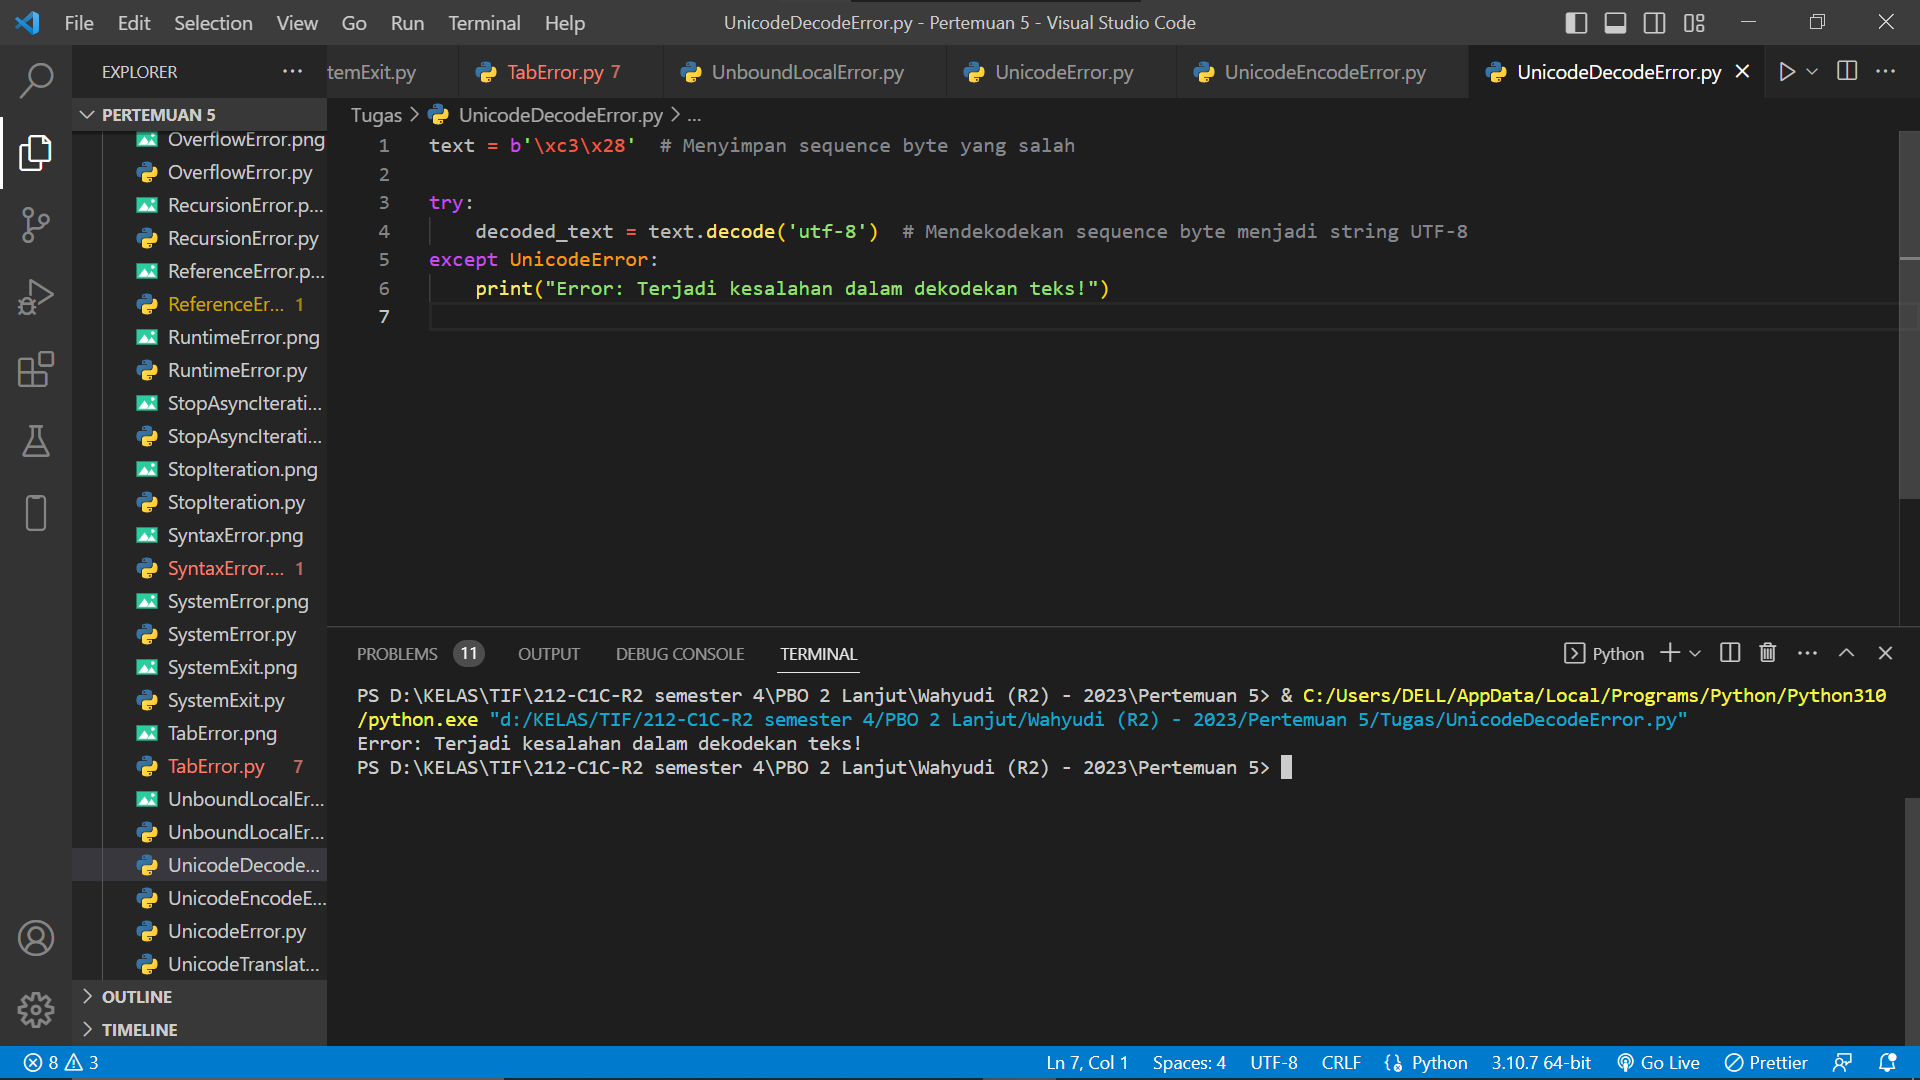 File Edit Selection View Go Run Terminal Help
UnicodeDecodeError.py - Pertemuan 5 - Visual Studio Code
EXPLORER ...
temExit.py TabError.py 7 UnboundLocalError.py UnicodeError.py UnicodeEncodeError.py UnicodeDecodeError.py
PERTEMUAN 5
OverflowError.png
OverflowError.py
RecursionError.p...
RecursionError.py
ReferenceError.p...
ReferenceEr... 1
RuntimeError.png
RuntimeError.py
StopAsyncIterati...
StopAsyncIterati...
StopIteration.png
StopIteration.py
SyntaxError.png
SyntaxError.... 1
SystemError.png
SystemError.py
SystemExit.png
SystemExit.py
TabError.png
TabError.py 7
UnboundLocalEr...
UnboundLocalEr...
UnicodeDecode...
UnicodeEncodeE...
UnicodeError.py
UnicodeTranslat...
OUTLINE
TIMELINE
Tugas > UnicodeDecodeError.py > ...
1 text = b'\xc3\x28'  # Menyimpan sequence byte yang salah
2
3 try:
4     decoded_text = text.decode('utf-8')  # Mendekodekan sequence byte menjadi string UTF-8
5 except UnicodeError:
6     print("Error: Terjadi kesalahan dalam dekodekan teks!")
7
PROBLEMS 11 OUTPUT DEBUG CONSOLE TERMINAL
Python
PS D:\KELAS\TIF\212-C1C-R2 semester 4\PBO 2 Lanjut\Wahyudi (R2) - 2023\Pertemuan 5> & C:/Users/DELL/AppData/Local/Programs/Python/Python310
/python.exe "d:/KELAS/TIF/212-C1C-R2 semester 4/PBO 2 Lanjut/Wahyudi (R2) - 2023/Pertemuan 5/Tugas/UnicodeDecodeError.py"
Error: Terjadi kesalahan dalam dekodekan teks!
PS D:\KELAS\TIF\212-C1C-R2 semester 4\PBO 2 Lanjut\Wahyudi (R2) - 2023\Pertemuan 5>
8 3 Ln 7, Col 1 Spaces: 4 UTF-8 CRLF Python 3.10.7 64-bit Go Live Prettier